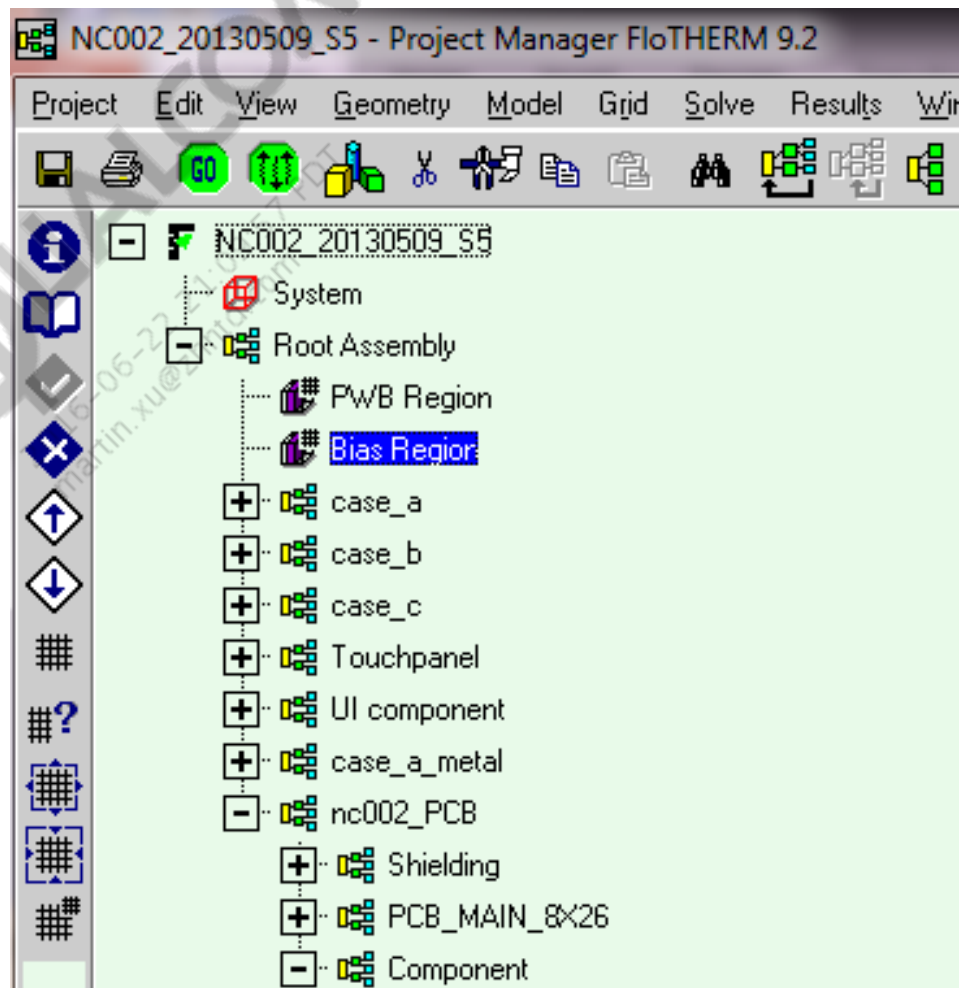 NC002_20130509_S5 - Project Manager FloTHERM 9.2
Project Edit View Geometry Model Grid Solve Results
GO
NC002_20130509_S5
System
Root Assembly
PWB Region
Bias Region
case_a
case_b
case_c
Touchpanel
UI component
?
case_a_metal
nc002_PCB
Shielding
PCB_MAIN_8X26
Component